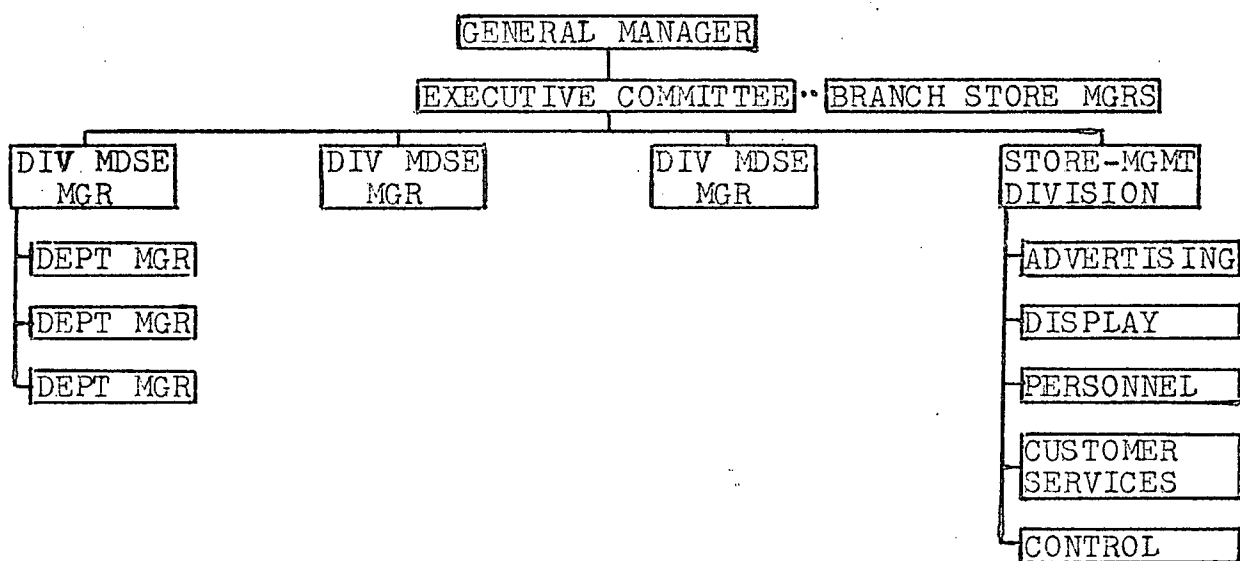 GENERAL MANAGER
EXECUTIVE COMMITTEE •• BRANCH STORE MGRS
DIV MDSE
MGR
DIV MDSE
MGR
DIV MDSE
MGR
STORE-MGMT
DIVISION
DEPT MGR
DEPT MGR
DEPT MGR
ADVERTISING
DISPLAY
PERSONNEL
CUSTOMER
SERVICES
CONTROL